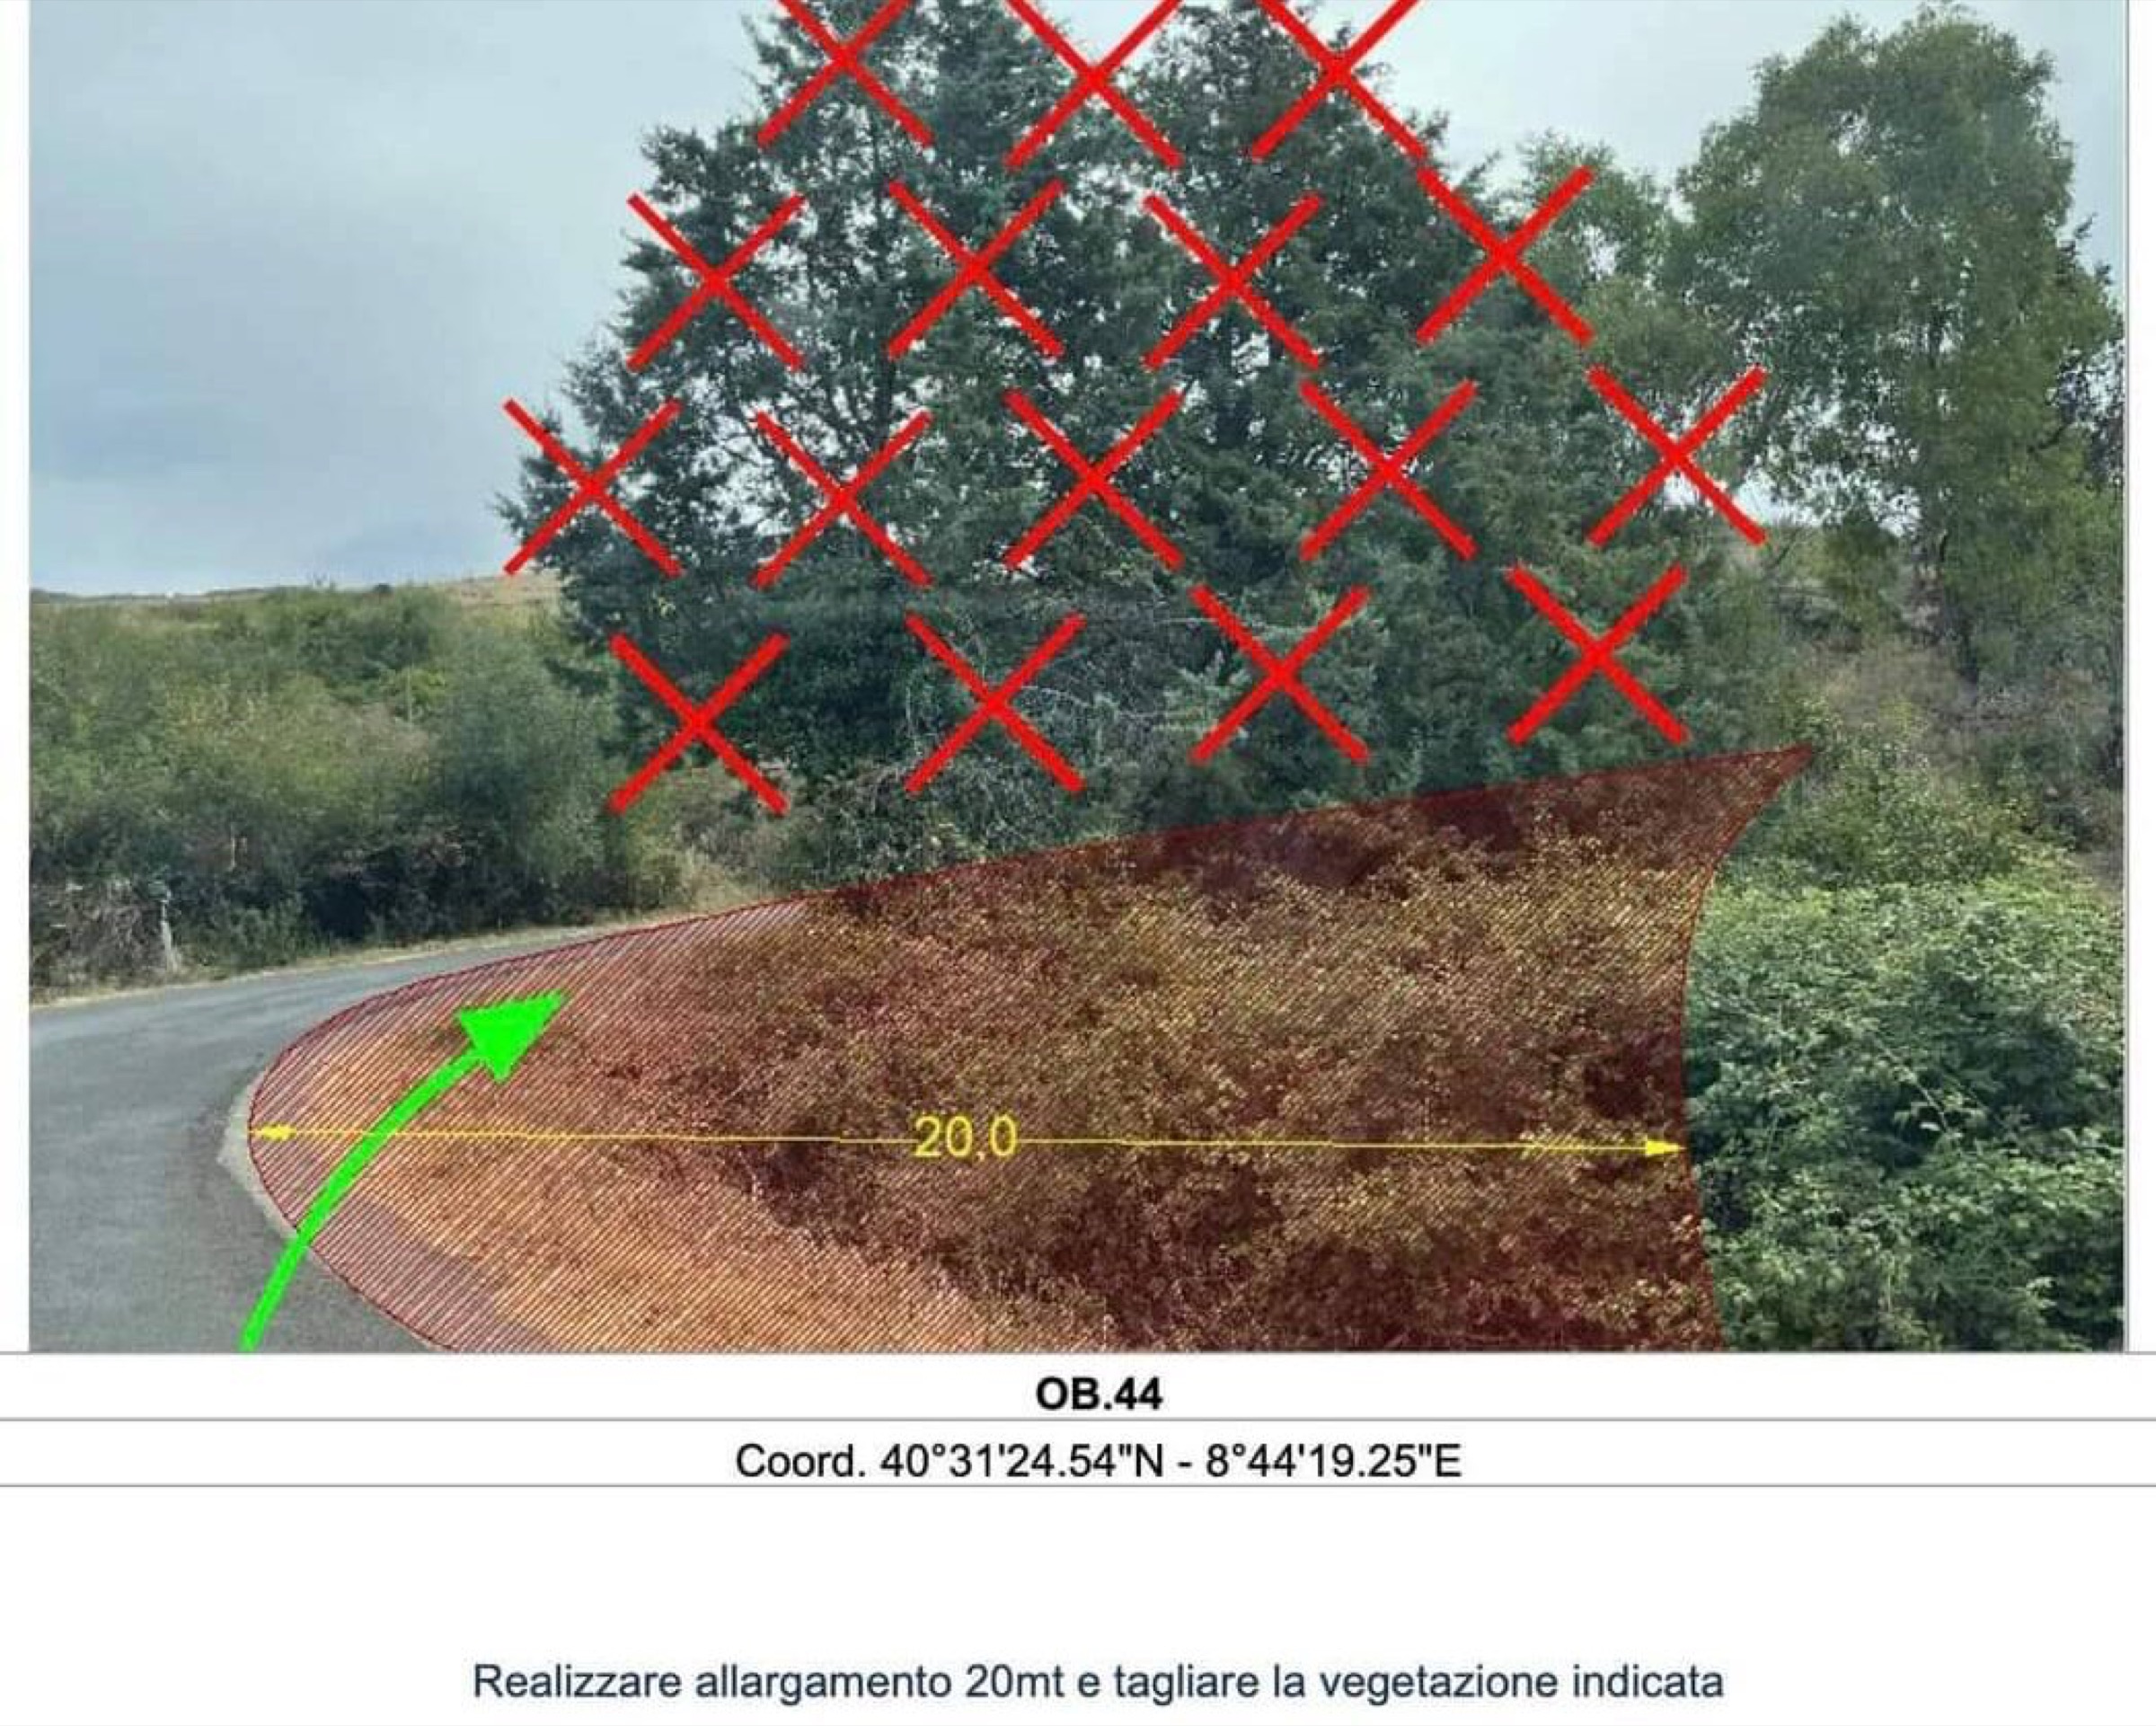 20,0
OB.44
Coord. 40°31'24.54"N - 8°44'19.25"E
Realizzare allargamento 20mt e tagliare la vegetazione indicata